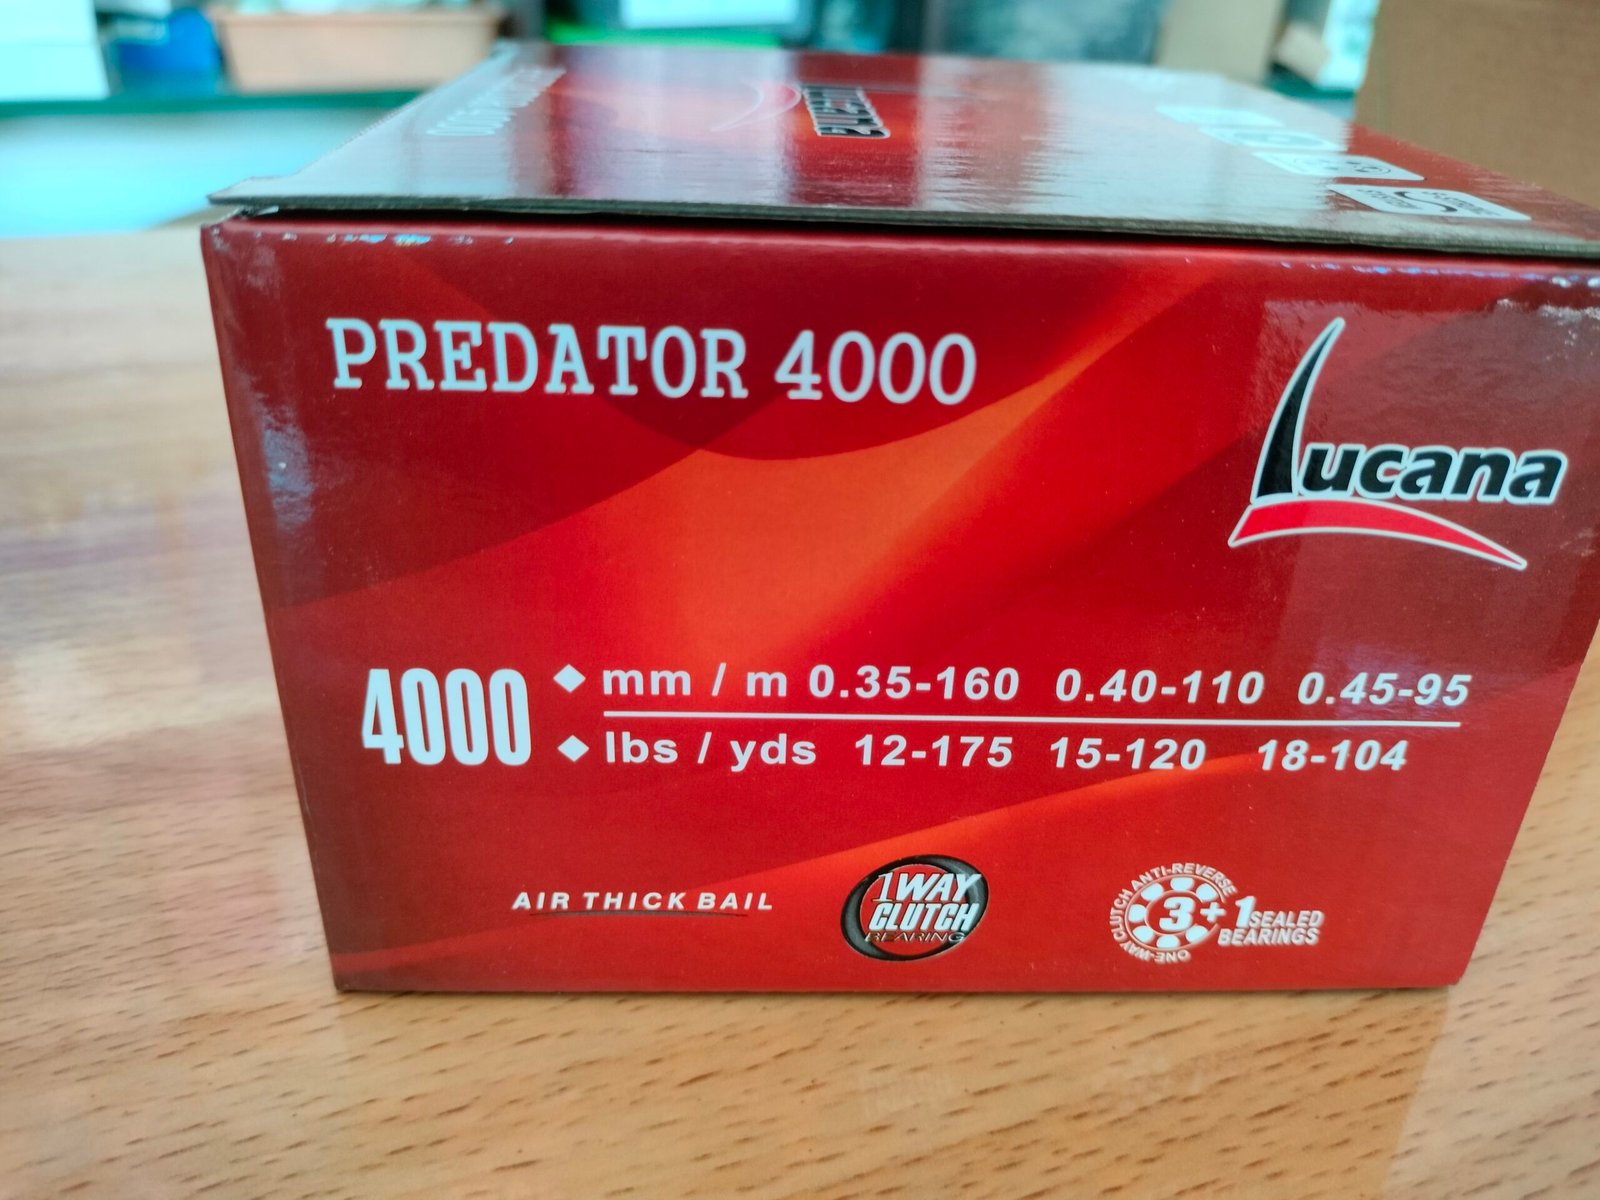 Lucana
PREDATOR 4000
Lucana
4000
◆ mm / m 0.35-160 0.40-110 0.45-95
◆ lbs / yds 12-175 15-120 18-104
AIR THICK BAIL
1WAY
CLUTCH
BEARING
ONE-WAY CLUTCH ANTI-REVERSE
3+1 SEALED
BEARINGS